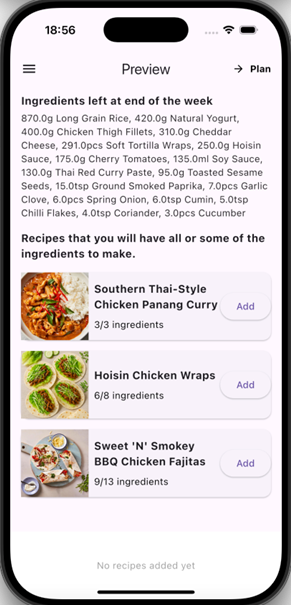 18:56
Preview
Plan
Ingredients left at end of the week
870.0g Long Grain Rice, 420.0g Natural Yogurt,
400.0g Chicken Thigh Fillets, 310.0g Cheddar
Cheese, 291.0pcs Soft Tortilla Wraps, 250.0g Hoisin
Sauce, 175.0g Cherry Tomatoes, 135.0ml Soy Sauce,
130.0g Thai Red Curry Paste, 95.0g Toasted Sesame
Seeds, 15.0tsp Ground Smoked Paprika, 7.0pcs Garlic
Clove, 6.0pcs Spring Onion, 6.0tsp Cumin, 5.0tsp
Chilli Flakes, 4.0tsp Coriander, 3.0pcs Cucumber
Recipes that you will have all or some of the
ingredients to make.
Southern Thai-Style
Chicken Panang Curry
3/3 ingredients
Add
Hoisin Chicken Wraps
6/8 ingredients
Add
Sweet 'N' Smokey
BBQ Chicken Fajitas
9/13 ingredients
Add
No recipes added yet